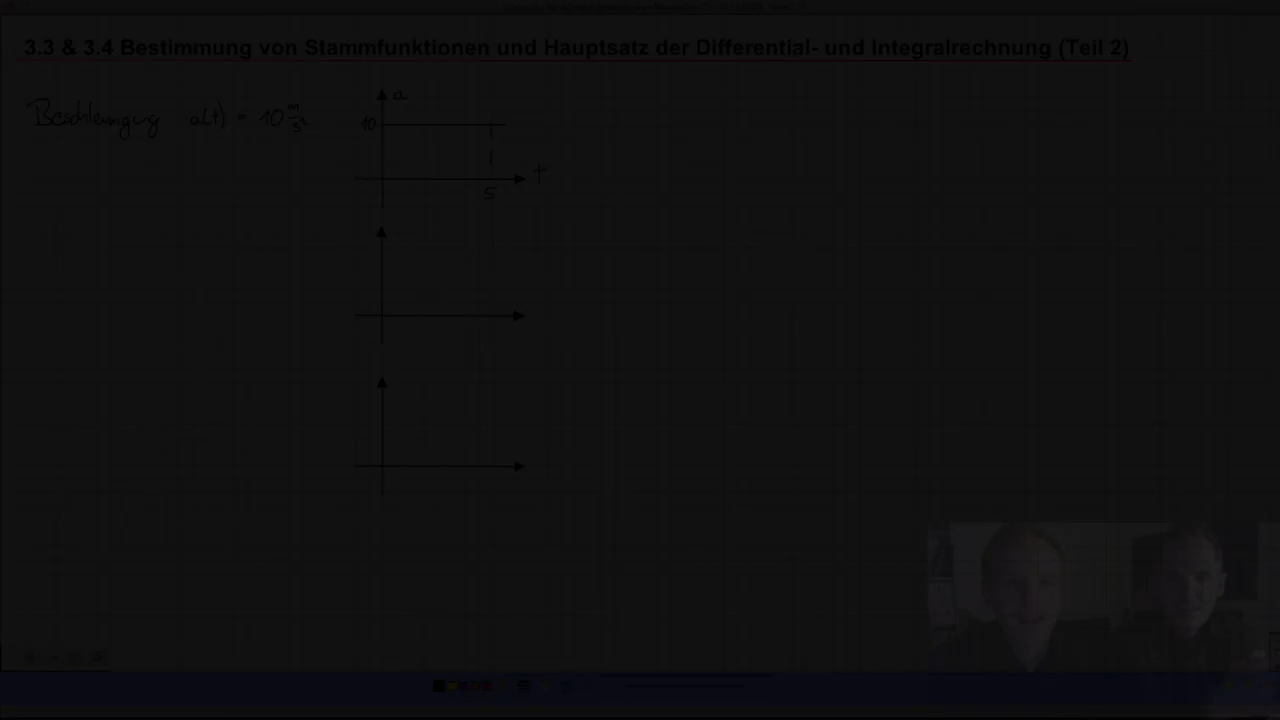 3.3 & 3.4 Bestimmung von Stammfunktionen und Hauptsatz der Differential- und Integralrechnung (Teil 2)
Beschleunigung a(t) = 10 m/s²
a
10
t
5